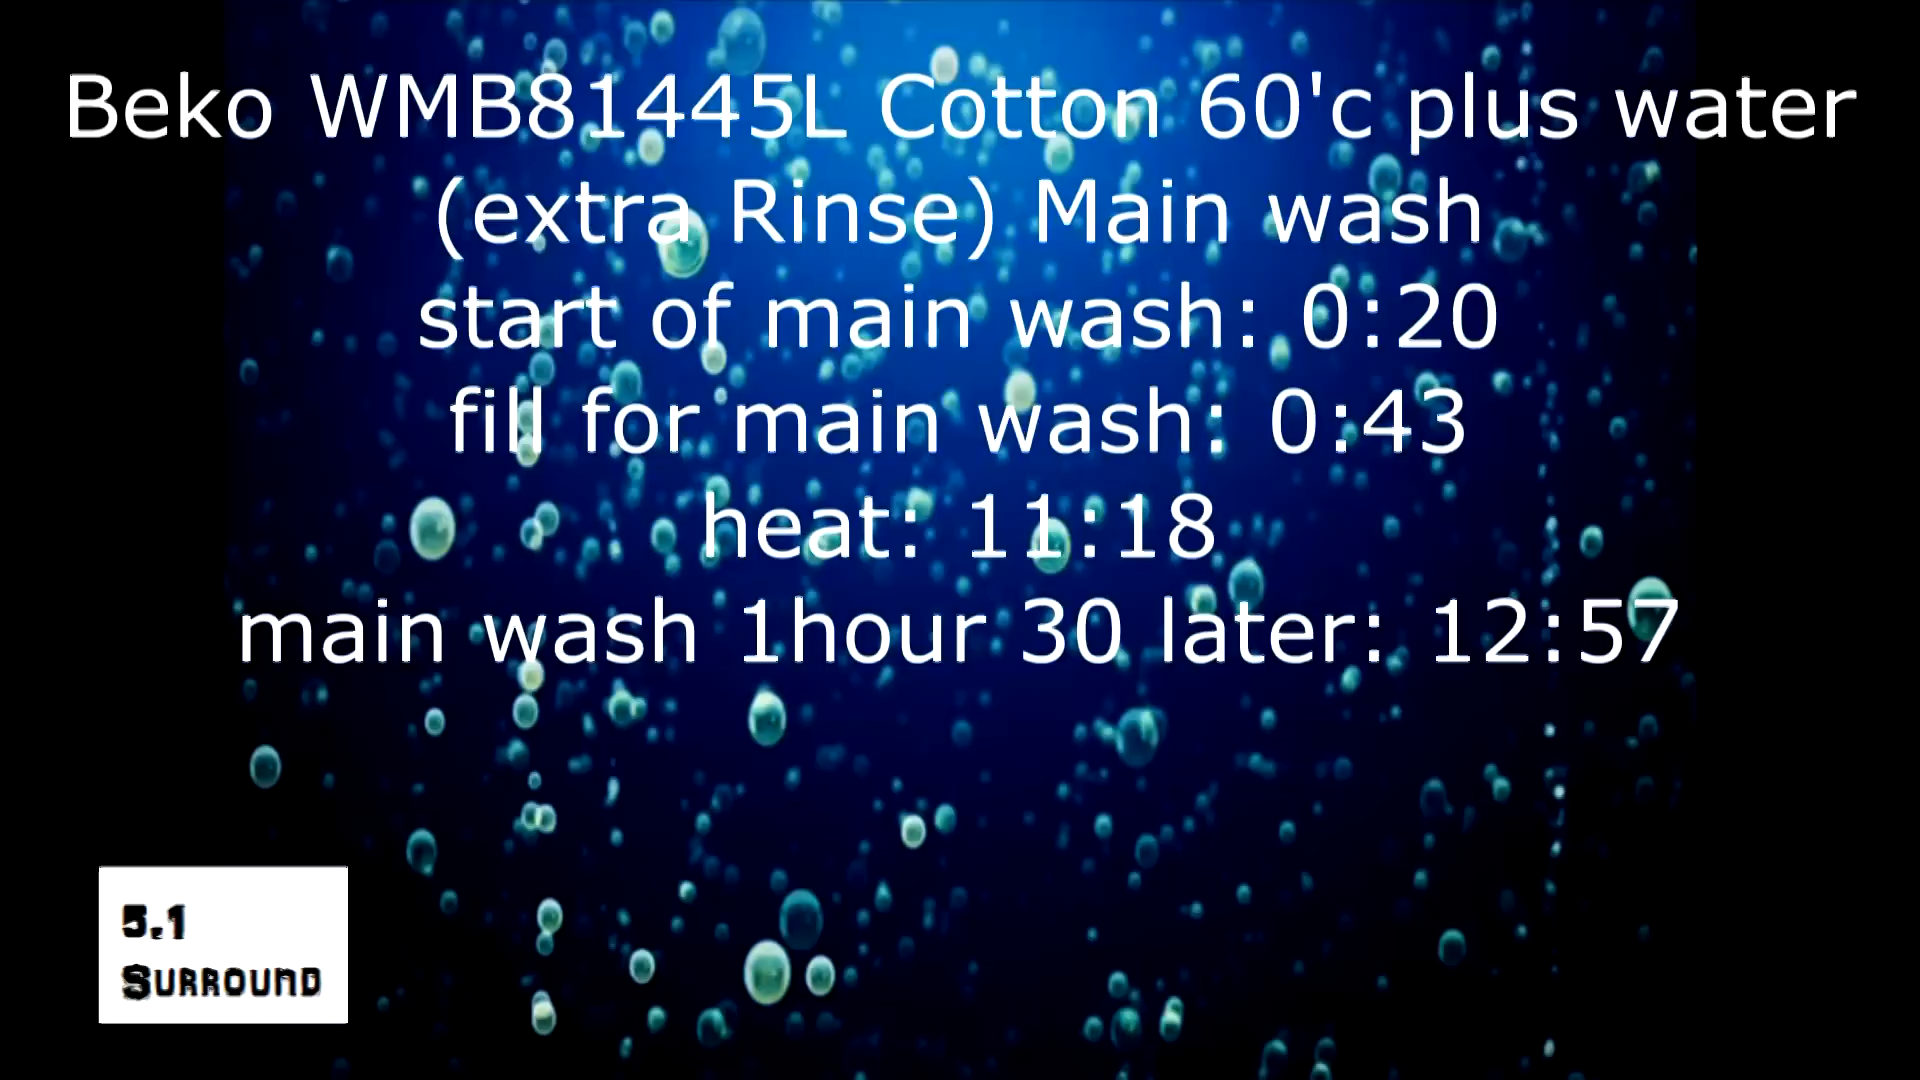 Beko WMB81445L Cotton 60'c plus water
(extra Rinse) Main wash
start of main wash: 0:20
fill for main wash: 0:43
heat: 11:18
main wash 1hour 30 later: 12:57
5.1
Surround